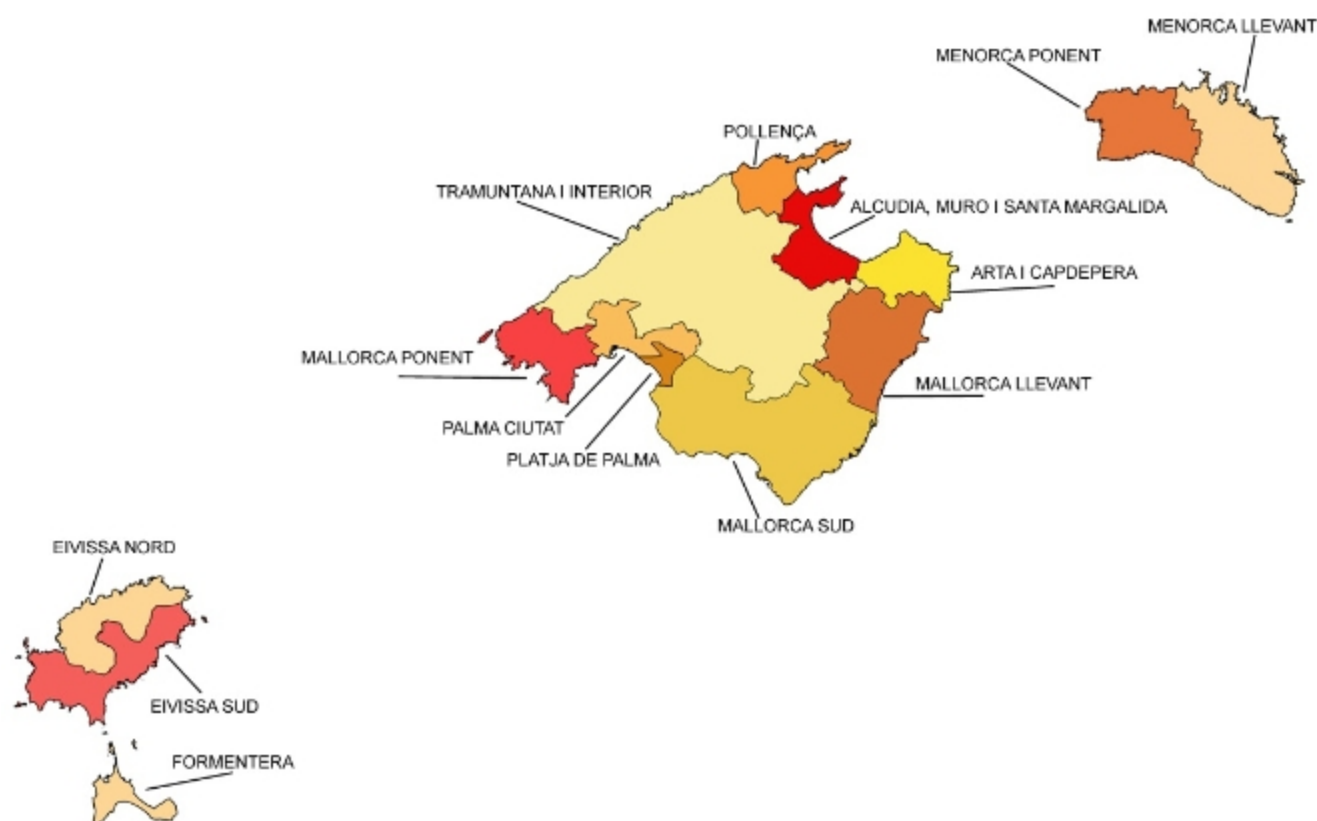 MENORCA LLEVANT
MENORCA PONENT
POLLENÇA
TRAMUNTANA I INTERIOR
ALCUDIA, MURO I SANTA MARGALIDA
ARTA I CAPDEPERA
MALLORCA PONENT
MALLORCA LLEVANT
PALMA CIUTAT
PLATJA DE PALMA
MALLORCA SUD
EIVISSA NORD
EIVISSA SUD
FORMENTERA